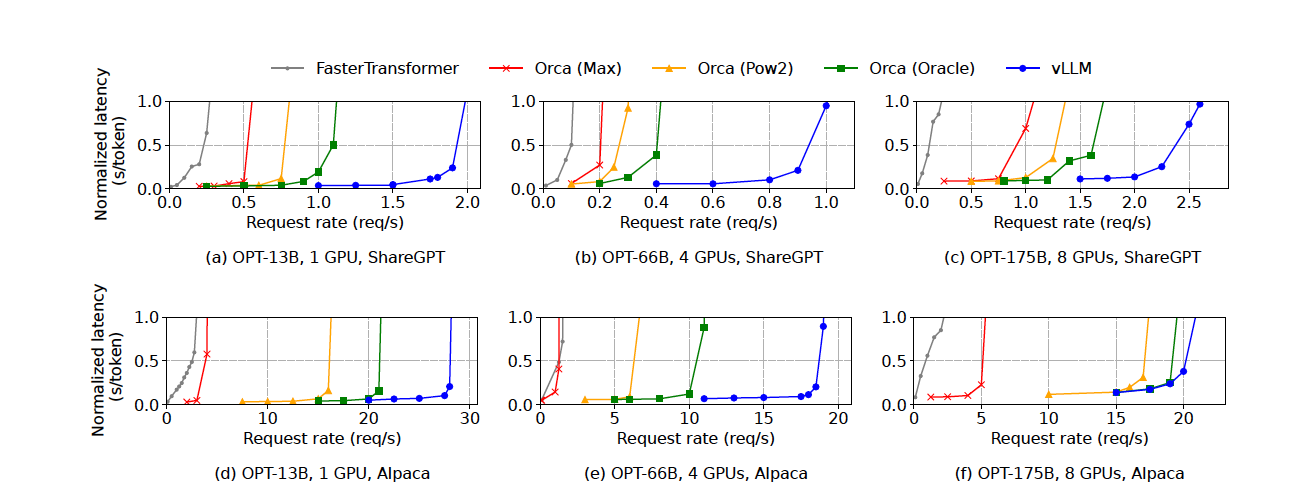 FasterTransformer Orca (Max) Orca (Pow2) Orca (Oracle) vLLM
Normalized latency
(s/token)
1.0
0.5
0.0
0.0 0.5 1.0 1.5 2.0
Request rate (req/s)
(a) OPT-13B, 1 GPU, ShareGPT
1.0
0.5
0.0
0.0 0.2 0.4 0.6 0.8 1.0
Request rate (req/s)
(b) OPT-66B, 4 GPUs, ShareGPT
1.0
0.5
0.0
0.0 0.5 1.0 1.5 2.0 2.5
Request rate (req/s)
(c) OPT-175B, 8 GPUs, ShareGPT
Normalized latency
(s/token)
1.0
0.5
0.0
0 10 20 30
Request rate (req/s)
(d) OPT-13B, 1 GPU, Alpaca
1.0
0.5
0.0
0 5 10 15 20
Request rate (req/s)
(e) OPT-66B, 4 GPUs, Alpaca
1.0
0.5
0.0
0 5 10 15 20
Request rate (req/s)
(f) OPT-175B, 8 GPUs, Alpaca